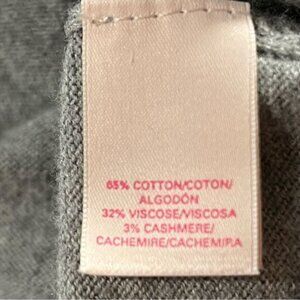 65% COTTON/COTON/
ALGODÓN
32% VISCOSE/VISCOSA
3% CASHMERE/
CACHEMIRE/CACHEMIRA